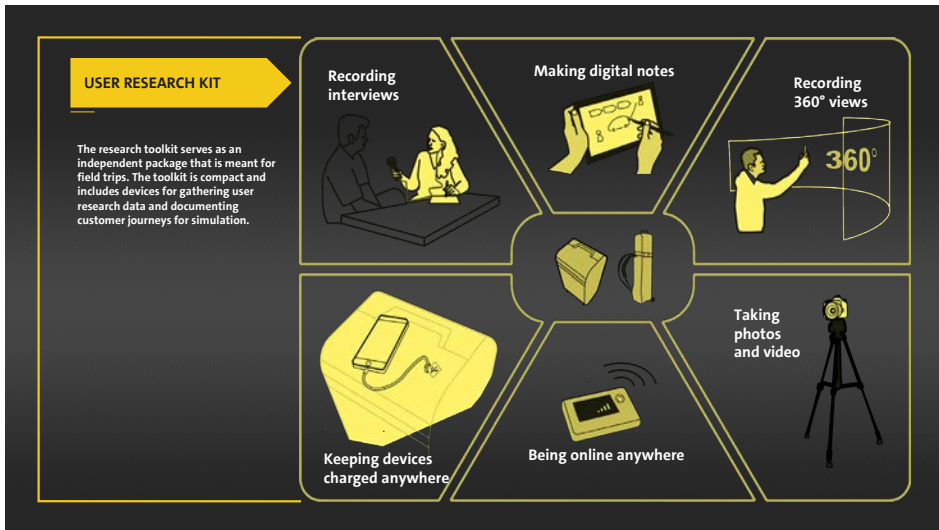 USER RESEARCH KIT
The research toolkit serves as an
independent package that is meant for
field trips. The toolkit is compact and
includes devices for gathering user
research data and documenting
customer journeys for simulation.
Recording
interviews
Making digital notes
Recording
360° views
360°
Keeping devices
charged anywhere
Being online anywhere
Taking
photos
and video